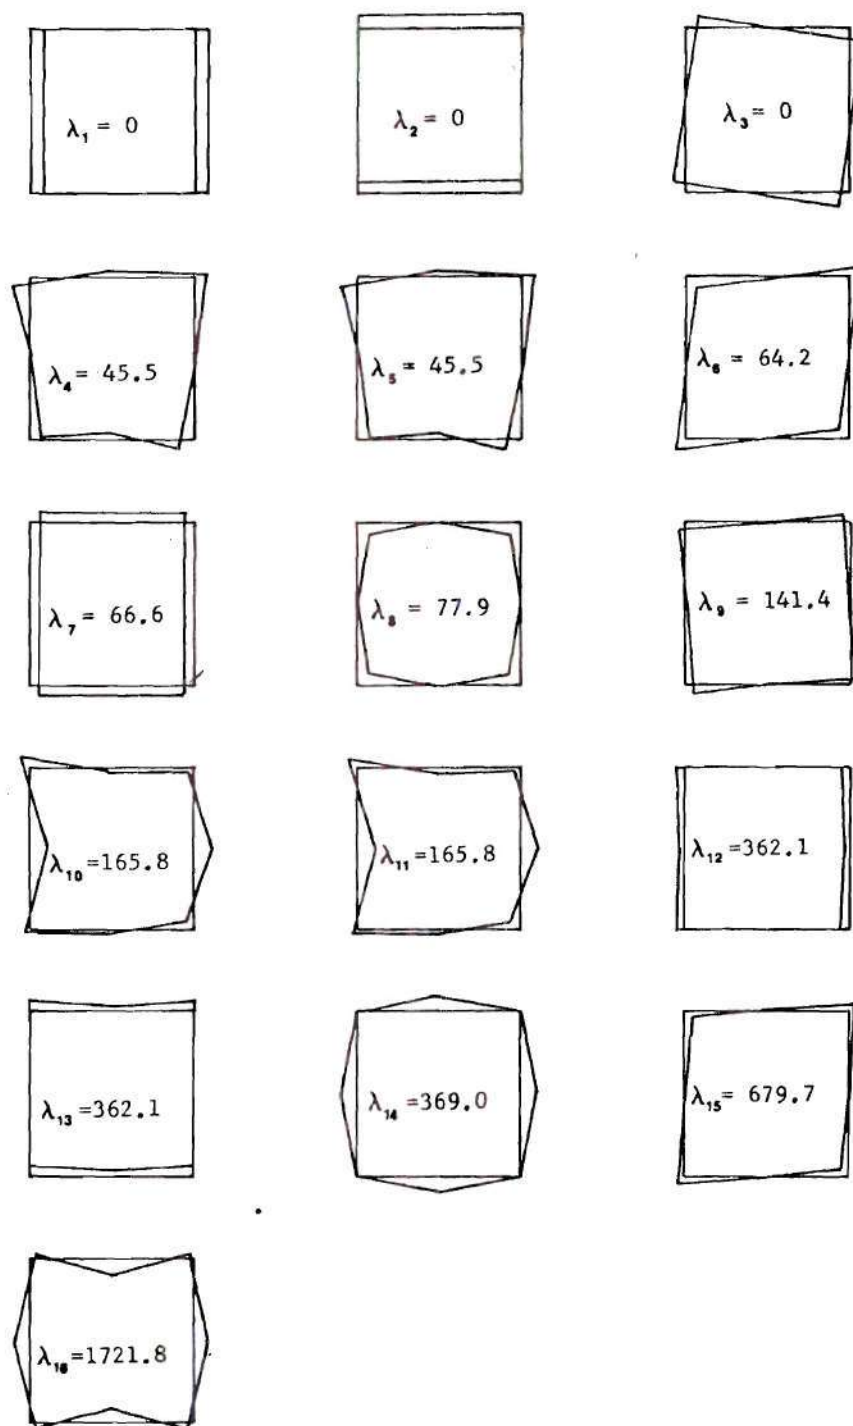 λ₁ = 0
λ₂ = 0
λ₃ = 0
λ₄ = 45.5
λ₅ = 45.5
λ₆ = 64.2
λ₇ = 66.6
λ₈ = 77.9
λ₉ = 141.4
λ₁₀ =165.8
λ₁₁ =165.8
λ₁₂ =362.1
λ₁₃ =362.1
λ₁₄ =369.0
λ₁₅ = 679.7
λ₁₆ =1721.8